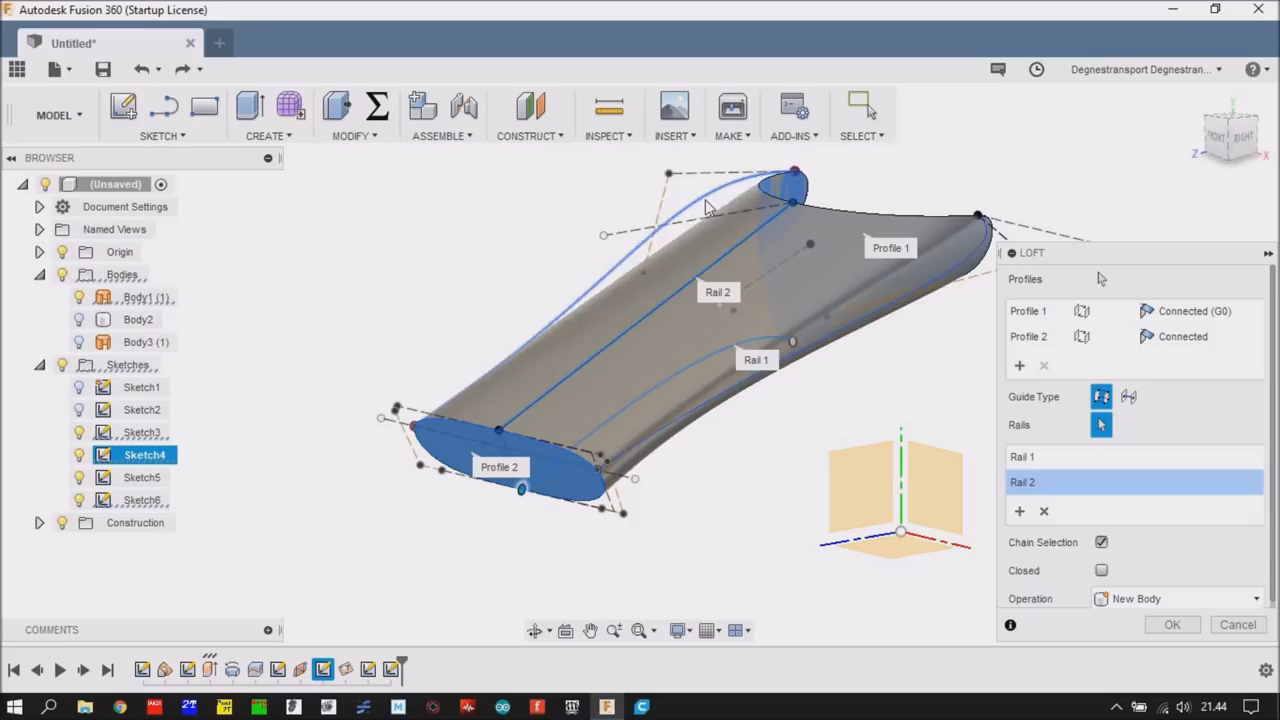 Autodesk Fusion 360 (Startup License)
Untitled*
Degnestransport Degnestran...
MODEL
SKETCH
CREATE
MODIFY
ASSEMBLE
CONSTRUCT
INSPECT
INSERT
MAKE
ADD-INS
SELECT
BROWSER
(Unsaved)
Document Settings
Named Views
Origin
Bodies
Body1 (1)
Body2
Body3 (1)
Sketches
Sketch1
Sketch2
Sketch3
Sketch4
Sketch5
Sketch6
Construction
FRONT RIGHT
Z
X
Profile 1
Rail 2
Rail 1
Profile 2
LOFT
Profiles
Profile 1 Connected (G0)
Profile 2 Connected
Guide Type
Rails
Rail 1
Rail 2
Chain Selection
Closed
Operation New Body
OK Cancel
COMMENTS
21.44